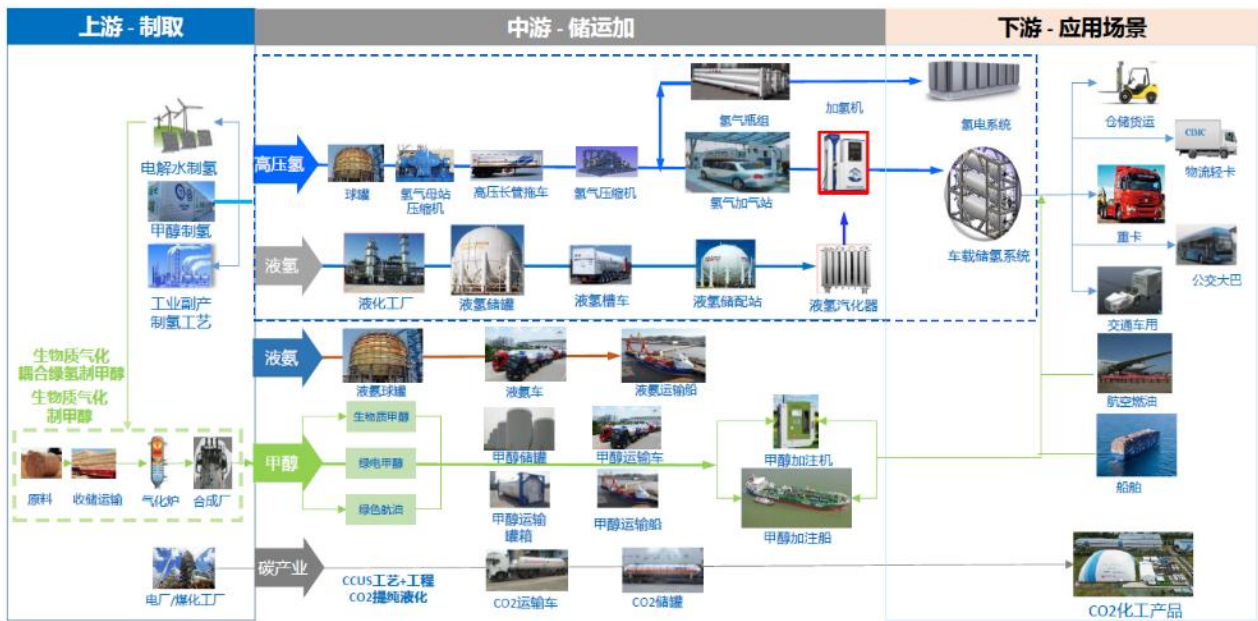 上游 - 制取
中游 - 储运加
下游 - 应用场景
电解水制氢
甲醇制氢
工业副产
制氢工艺
高压氢
球罐
氢气母站
压缩机
高压长管拖车
氢气压缩机
氢气瓶组
氢气加气站
加氢机
氢电系统
车载储氢系统
液氢
液化工厂
液氢储罐
液氢槽车
液氢储配站
液氢汽化器
仓储货运
CIMC
物流轻卡
重卡
公交大巴
交通车用
航空燃油
船舶
液氨
液氨球罐
液氨车
液氨运输船
生物质气化
耦合绿氢制甲醇
生物质气化
制甲醇
原料
收储运输
气化炉
合成厂
甲醇
生物质甲醇
绿电甲醇
绿色航油
甲醇储罐
甲醇运输车
甲醇运输
罐箱
甲醇运输船
甲醇加注机
甲醇加注船
电厂/煤化工厂
碳产业
CCUS工艺+工程
CO2提纯液化
CO2运输车
CO2储罐
CO2化工产品